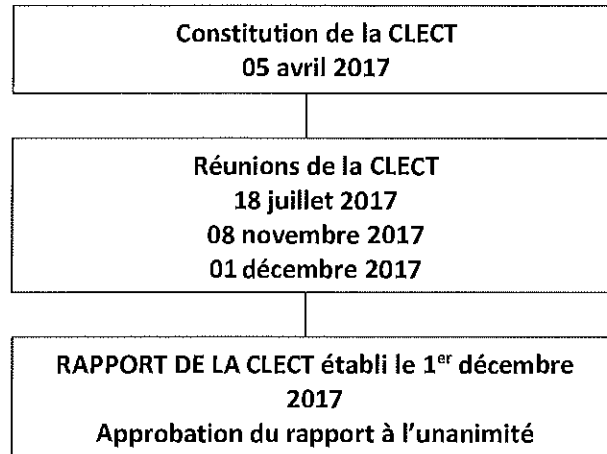 Constitution de la CLECT
05 avril 2017
Réunions de la CLECT
18 juillet 2017
08 novembre 2017
01 décembre 2017
RAPPORT DE LA CLECT établi le 1er décembre
2017
Approbation du rapport à l'unanimité